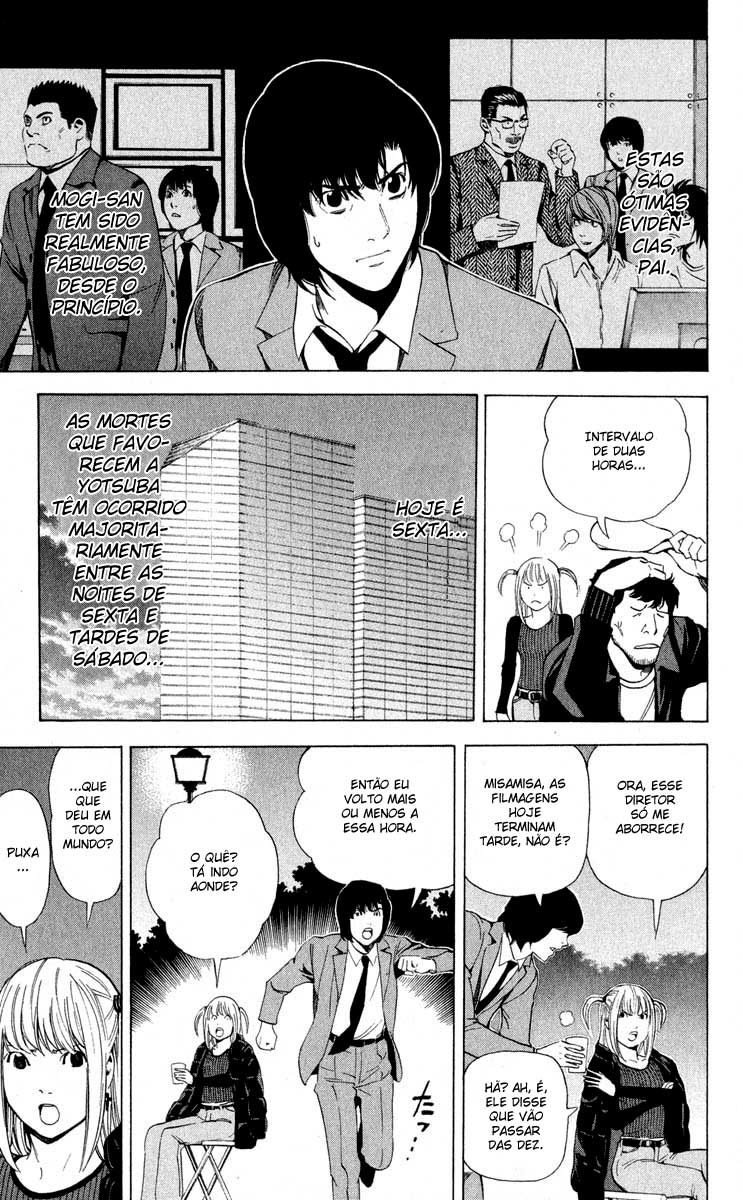 ESTAS
SÃO
ÓTIMAS
EVIDÊN-
CIAS,
PAI.
MOGI-SAN
TEM SIDO
REALMENTE
FABULOSO,
DESDE O
PRINCÍPIO.
INTERVALO
DE DUAS
HORAS...
HOJE É
SEXTA...
AS MORTES
QUE FAVO-
RECEM A
YOTSUBA
TÊM OCORRIDO
MAJORITA-
RIAMENTE
ENTRE AS
NOITES DE
SEXTA E
TARDES DE
SÁBADO...
ORA, ESSE
DIRETOR
SÓ ME
ABORRECE!
MISAMISA, AS
FILMAGENS
HOJE
TERMINAM
TARDE, NÃO É?
HÃ? AH, É,
ELE DISSE
QUE VÃO
PASSAR
DAS DEZ.
ENTÃO EU
VOLTO MAIS
OU MENOS A
ESSA HORA.
O QUÊ?
TÁ INDO
AONDE?
だっ
...QUE
QUE
DEU EM
TODO
MUNDO?
PUXA
...